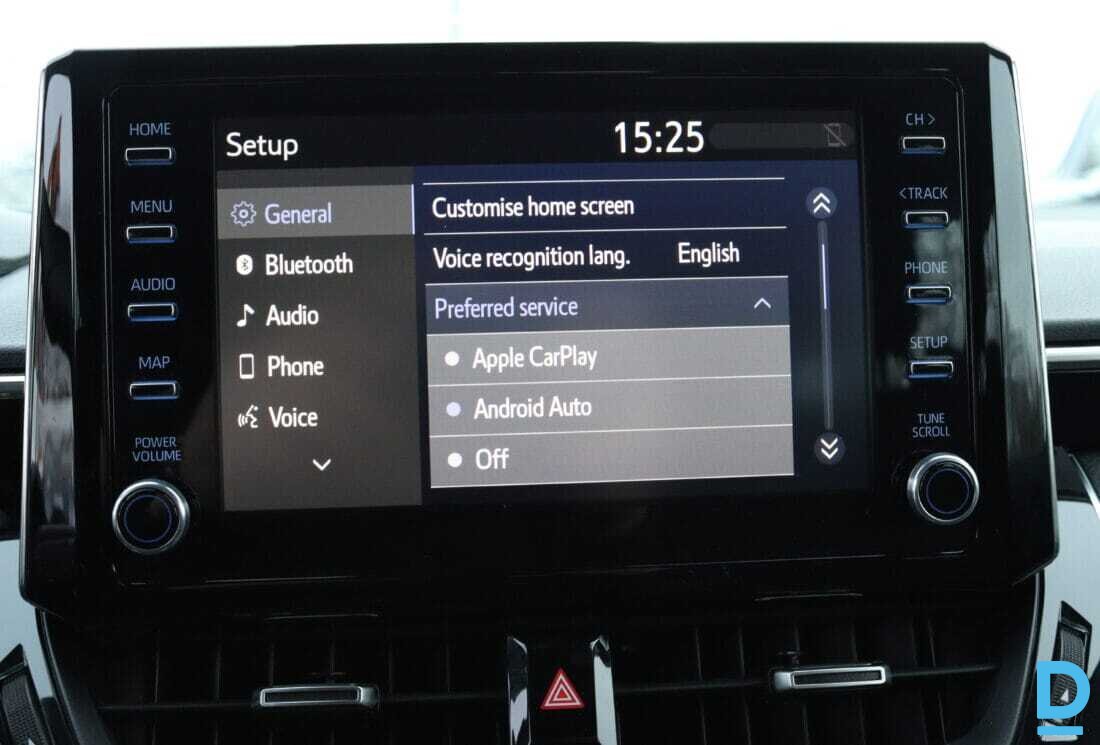 HOME
MENU
AUDIO
MAP
POWER
VOLUME
Setup
15:25
General
Bluetooth
Audio
Phone
Voice
Customise home screen
Voice recognition lang. English
Preferred service
Apple CarPlay
Android Auto
Off
CH >
< TRACK
PHONE
SETUP
TUNE
SCROLL
D